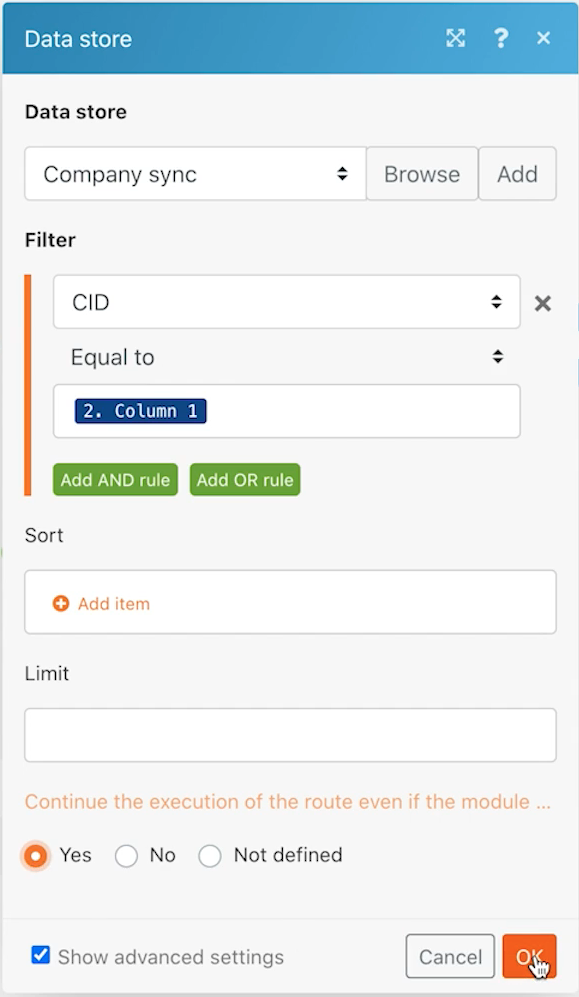 Data store ?
Data store
Company sync Browse Add
Filter
CID
Equal to
2. Column 1
Add AND rule Add OR rule
Sort
Add item
Limit
Continue the execution of the route even if the module ...
Yes No Not defined
Show advanced settings Cancel OK